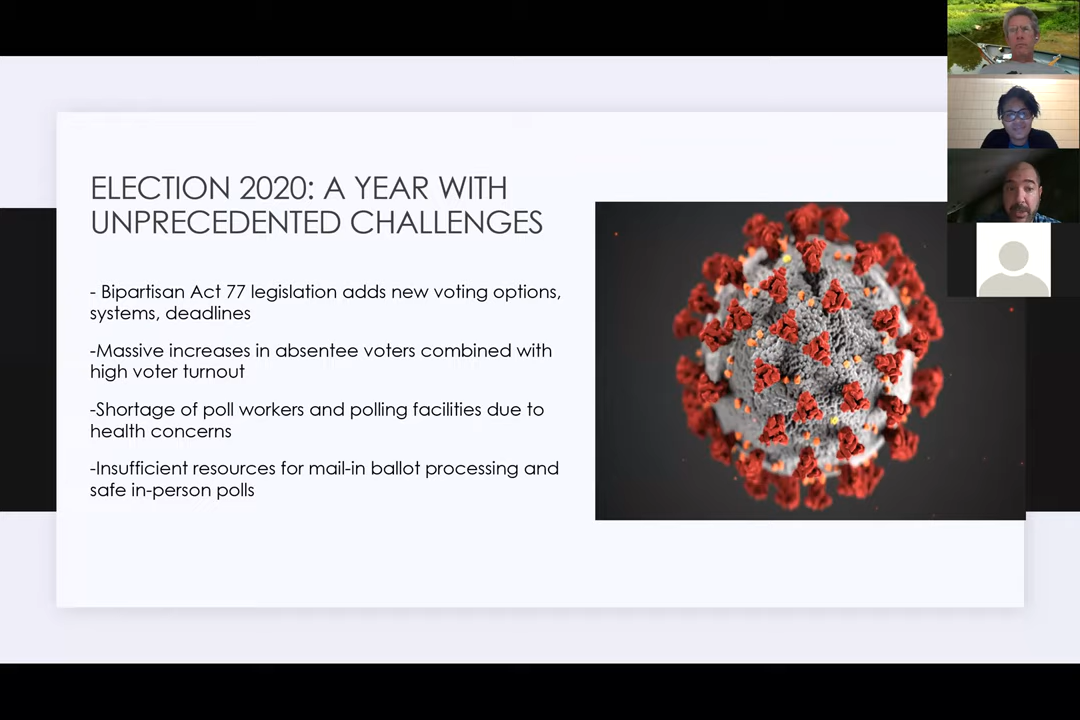 ELECTION 2020: A YEAR WITH
UNPRECEDENTED CHALLENGES
- Bipartisan Act 77 legislation adds new voting options,
systems, deadlines
-Massive increases in absentee voters combined with
high voter turnout
-Shortage of poll workers and polling facilities due to
health concerns
-Insufficient resources for mail-in ballot processing and
safe in-person polls